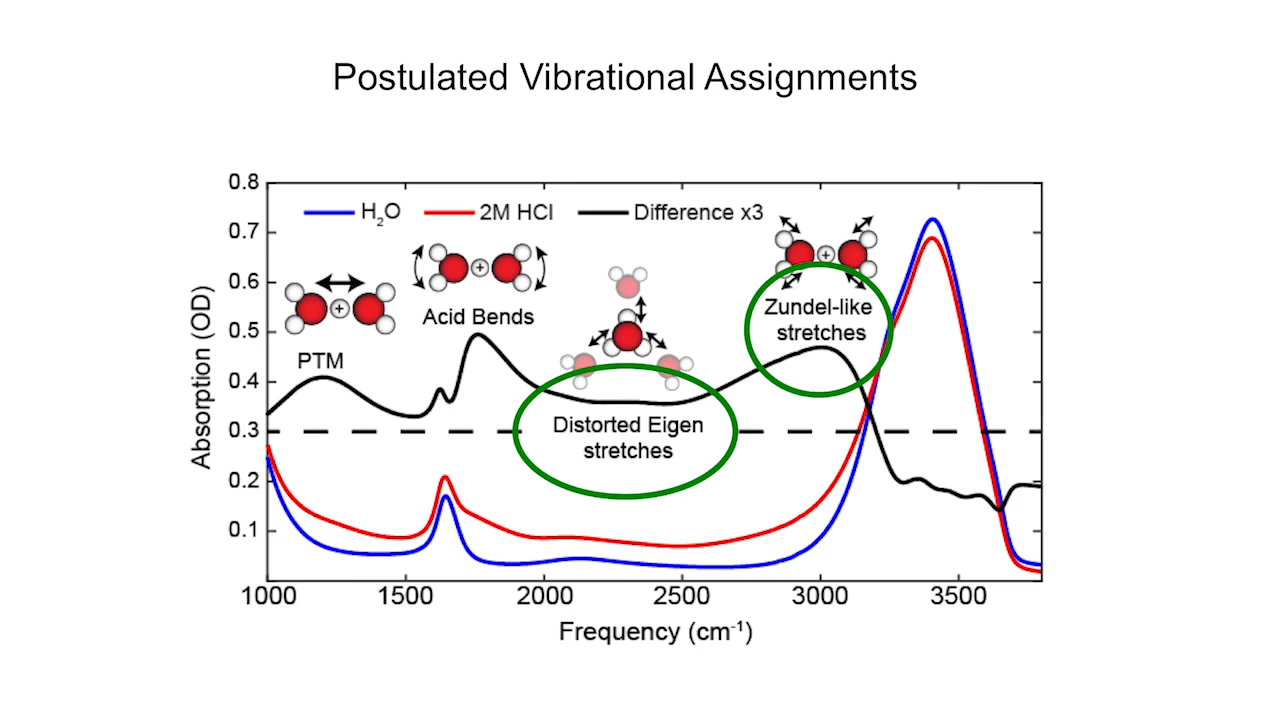 Postulated Vibrational Assignments
0.8
0.7
0.6
0.5
0.4
0.3
0.2
0.1
Absorption (OD)
H₂O
2M HCl
Difference x3
PTM
+
Acid Bends
+
Distorted Eigen
stretches
+
Zundel-like
stretches
1000
1500
2000
2500
3000
3500
Frequency (cm⁻¹)